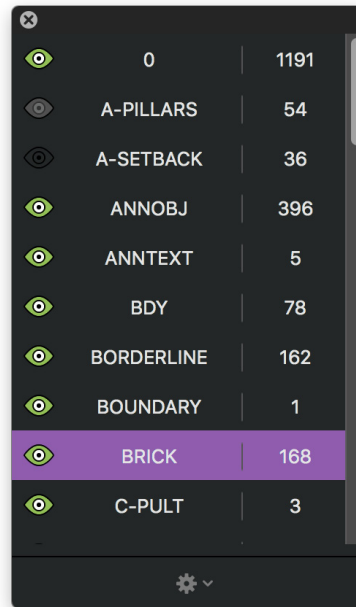 0 1191
A-PILLARS 54
A-SETBACK 36
ANNOBJ 396
ANNTEXT 5
BDY 78
BORDERLINE 162
BOUNDARY 1
BRICK 168
C-PULT 3